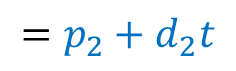 = p₂ + d₂t